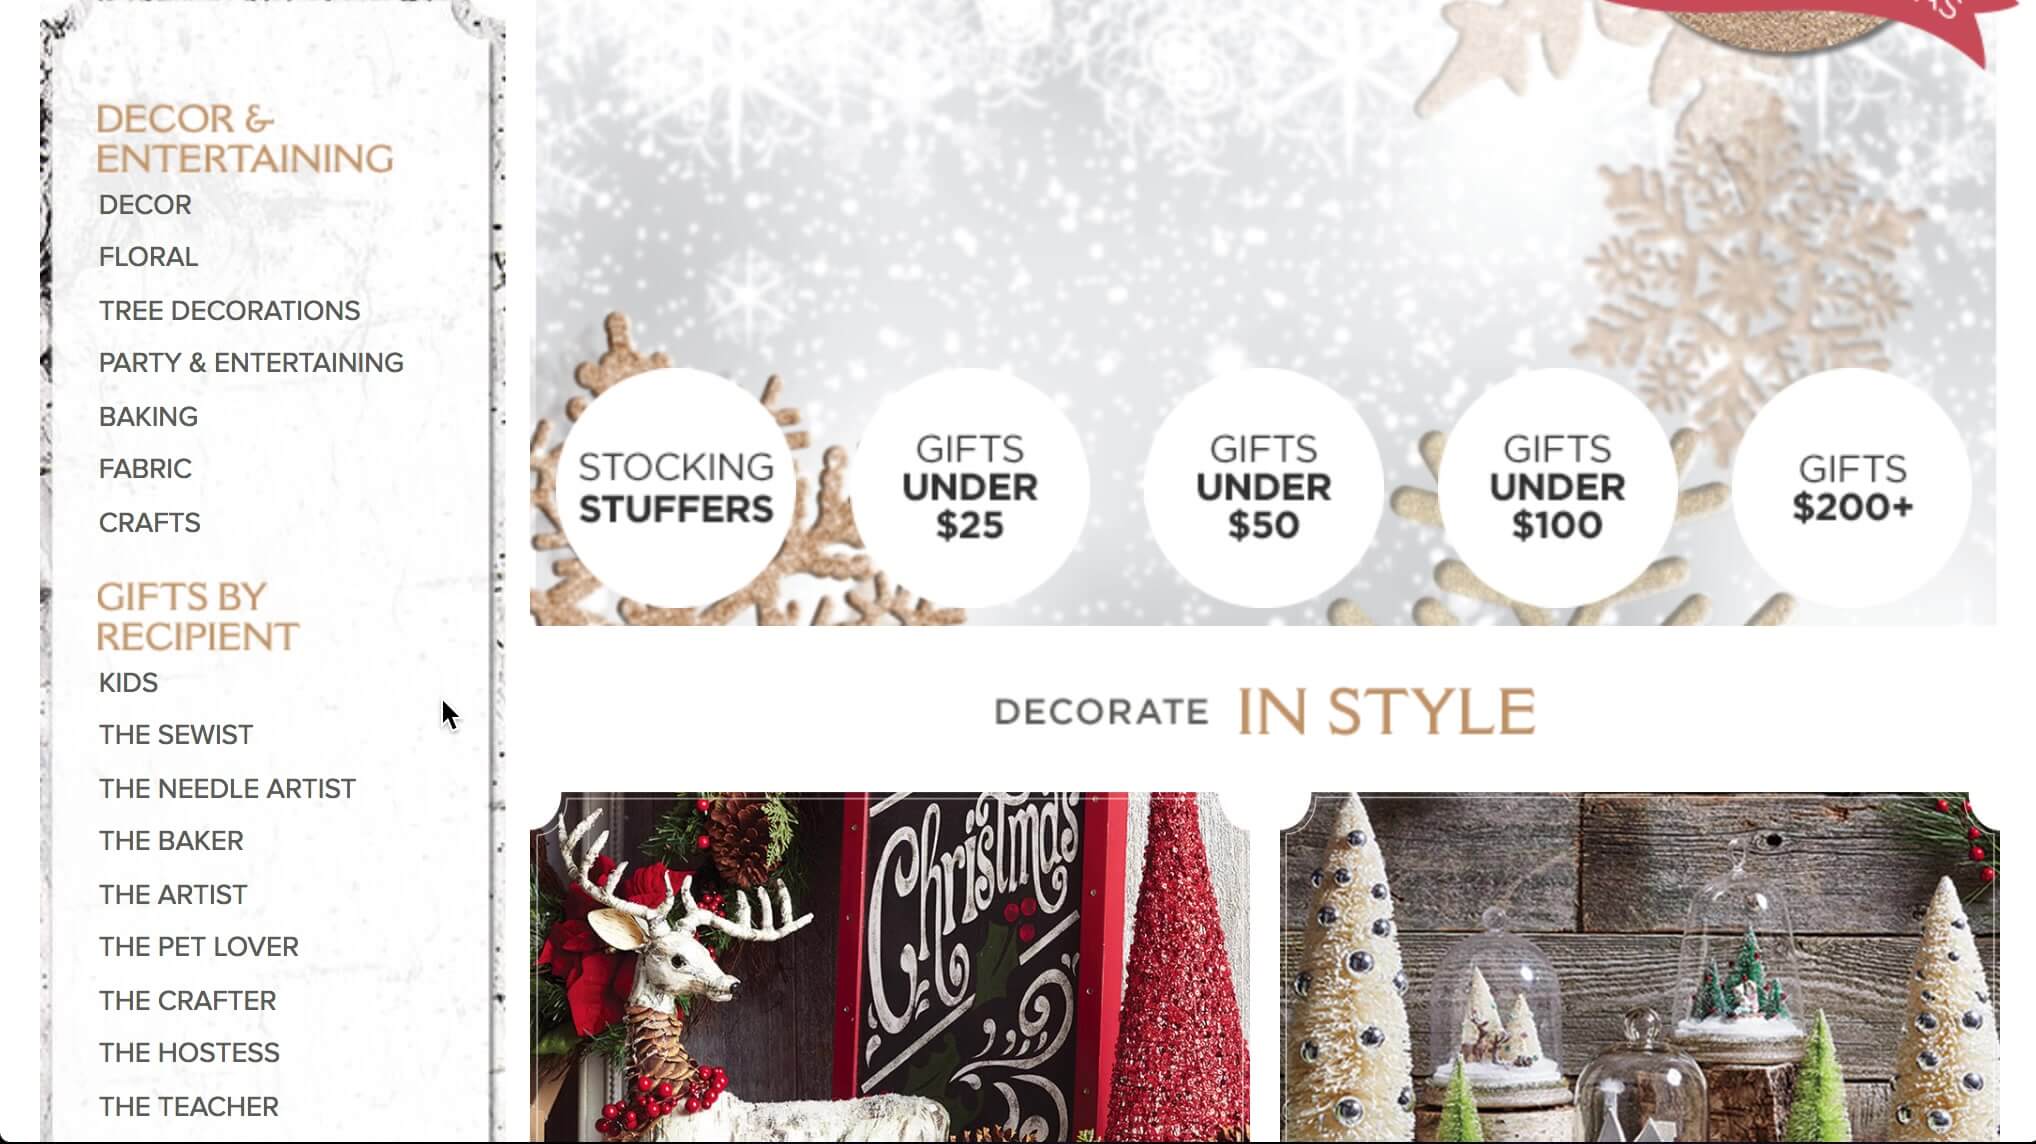 DECOR &
ENTERTAINING
DECOR
FLORAL
TREE DECORATIONS
PARTY & ENTERTAINING
BAKING
FABRIC
CRAFTS
GIFTS BY
RECIPIENT
KIDS
THE SEWIST
THE NEEDLE ARTIST
THE BAKER
THE ARTIST
THE PET LOVER
THE CRAFTER
THE HOSTESS
THE TEACHER
STOCKING
STUFFERS
GIFTS
UNDER
$25
GIFTS
UNDER
$50
GIFTS
UNDER
$100
GIFTS
$200+
DECORATE IN STYLE
Christmas